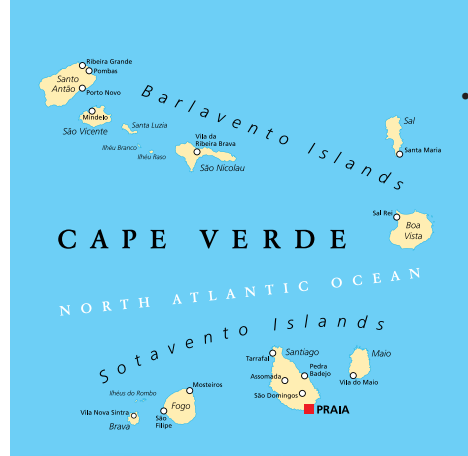 Ribeira Grande
Pombas
Santo
Antão
Porto Novo
Mindelo
São Vicente
Santa Luzia
Ilhéu Branco
Ilhéu Raso
Vila da
Ribeira Brava
São Nicolau
Barlavento Islands
Sal
Santa Maria
Sal Rei
Boa
Vista
CAPE VERDE
NORTH ATLANTIC OCEAN
Sotavento Islands
Tarrafal
Santiago
Maio
Assomada
Pedra
Badejo
Vila do Maio
São Domingos
PRAIA
Mosteiros
Ilhéus do Rombo
Fogo
Vila Nova Sintra
São
Filipe
Brava